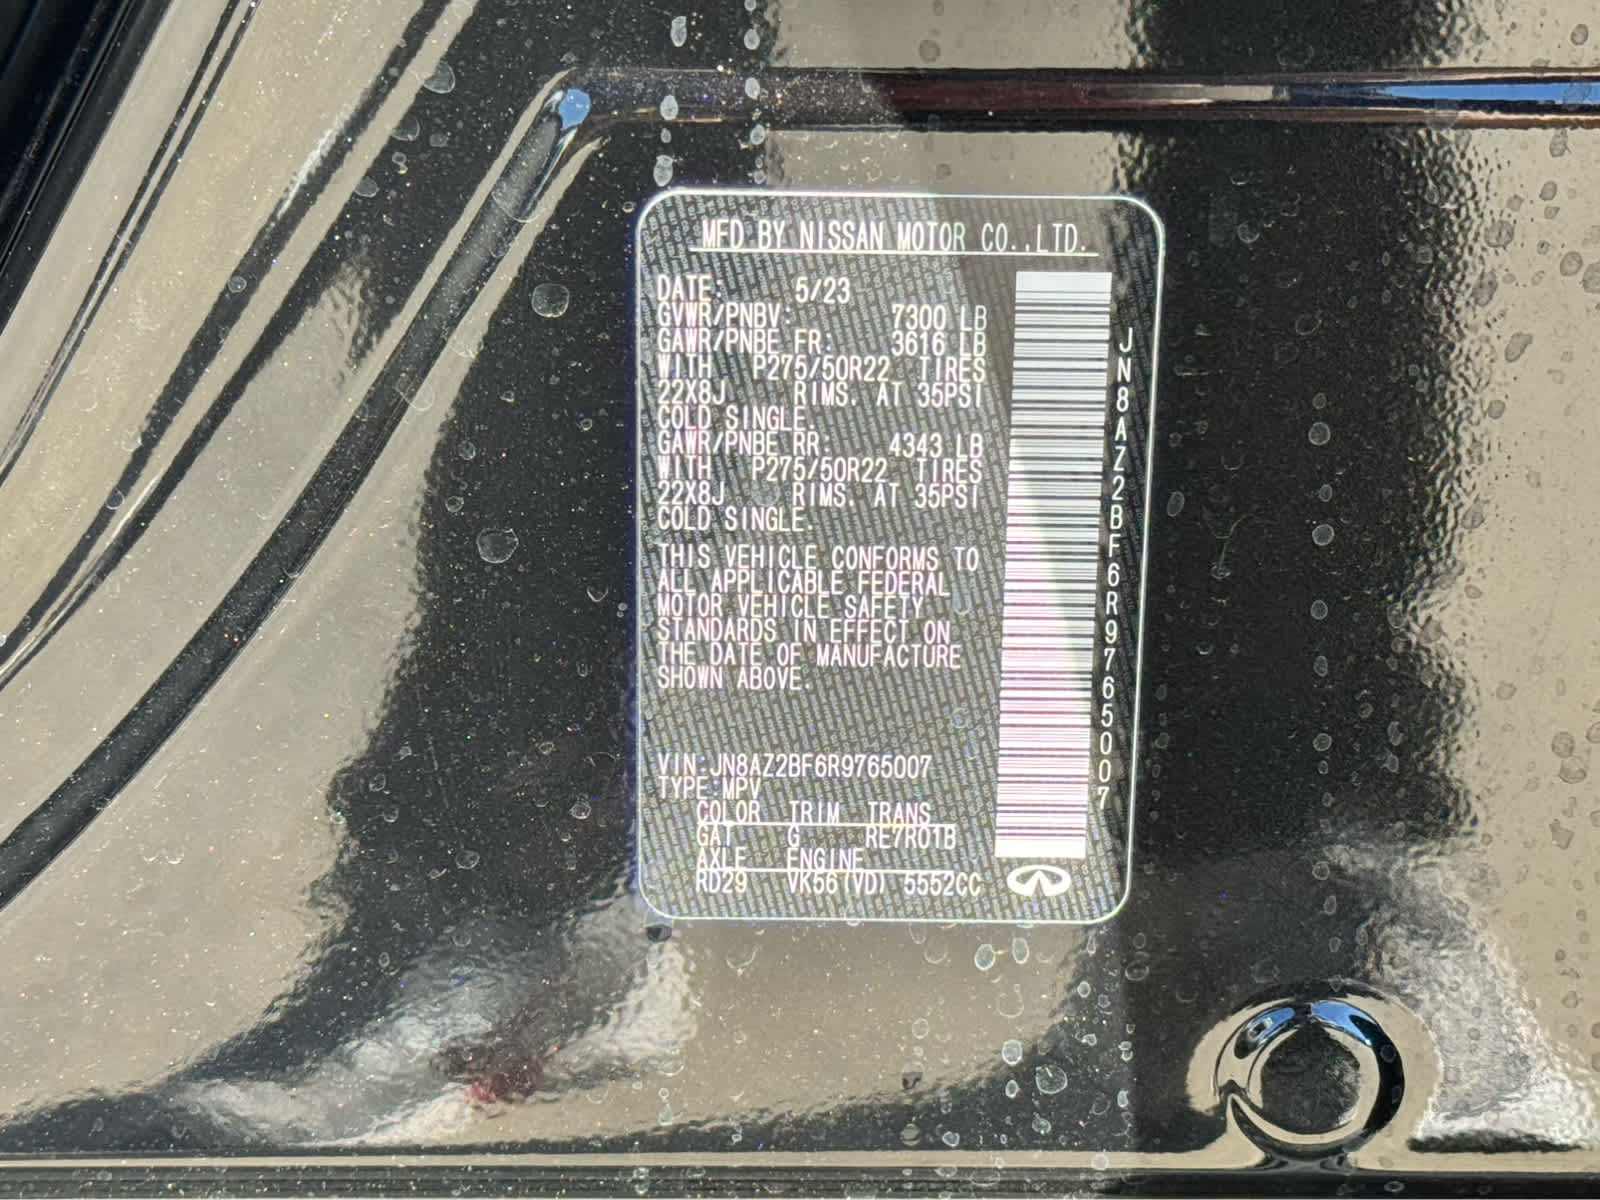 MFD BY NISSAN MOTOR CO.,LTD.
DATE: 5/23
GVWR/PNBV: 7300 LB
GAWR/PNBE FR: 3616 LB
WITH P275/50R22 TIRES
22X8J RIMS. AT 35PSI
COLD SINGLE.
GAWR/PNBE RR: 4343 LB
WITH P275/50R22 TIRES
22X8J RIMS. AT 35PSI
COLD SINGLE.
THIS VEHICLE CONFORMS TO
ALL APPLICABLE FEDERAL
MOTOR VEHICLE SAFETY
STANDARDS IN EFFECT ON
THE DATE OF MANUFACTURE
SHOWN ABOVE.
VIN:JN8AZ2BF6R9765007
TYPE:MPV
COLOR TRIM TRANS
GAT G RE7R01B
AXLE ENGINE
RD29 VK56(VD) 5552CC
JN8AZ2BF6R9765007